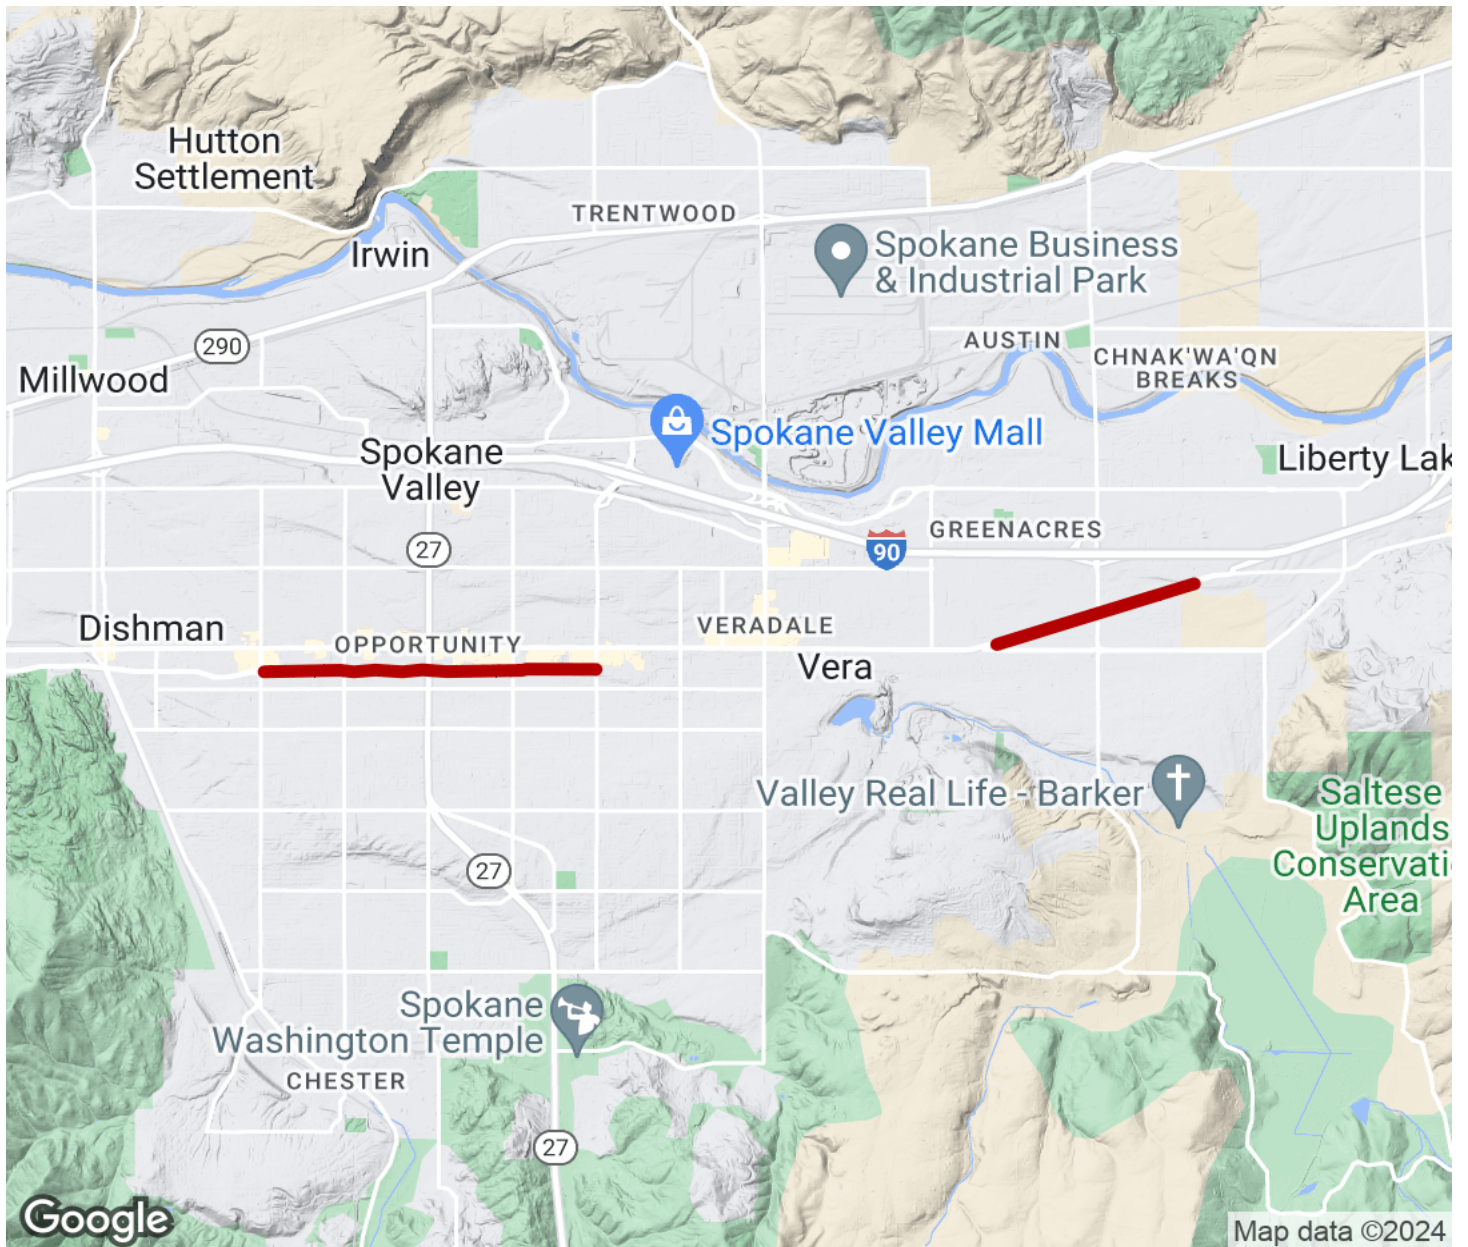 Hutton
Settlement
TRENTWOOD
Irwin
Spokane Business
& Industrial Park
290
AUSTIN
CHNAK'WA'QN
BREAKS
Millwood
Spokane Valley Mall
Spokane
Valley
Liberty Lak
27
GREENACRES
90
Dishman
OPPORTUNITY
VERADALE
Vera
Valley Real Life - Barker
Saltese
Uplands
Conservati
Area
27
Spokane
Washington Temple
CHESTER
27
Google
Map data ©2024